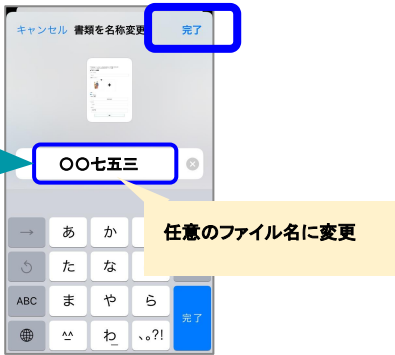 キャンセル 書類を名称変更 完了
〇〇七五三
任意のファイル名に変更
→ あ か
た な
ABC ま や ら
完了
^^ わ_ 、。?!